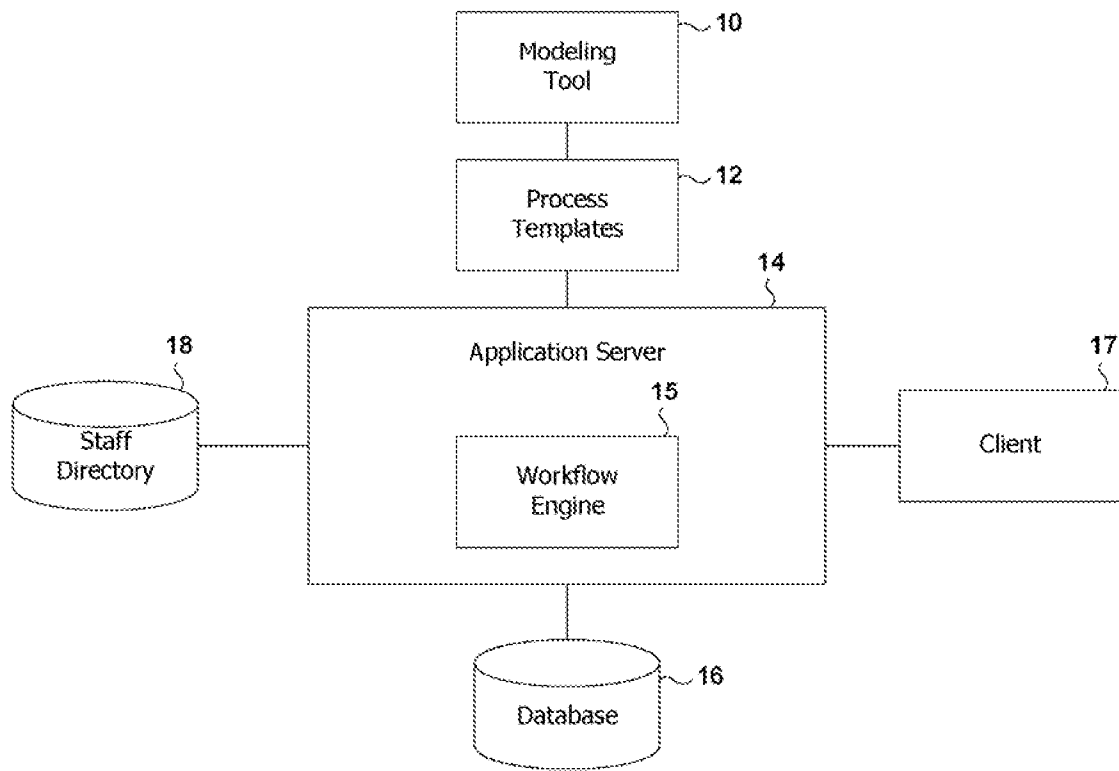 10
Modeling
Tool
12
Process
Templates
14
Application Server
18
Staff
Directory
15
Workflow
Engine
17
Client
16
Database